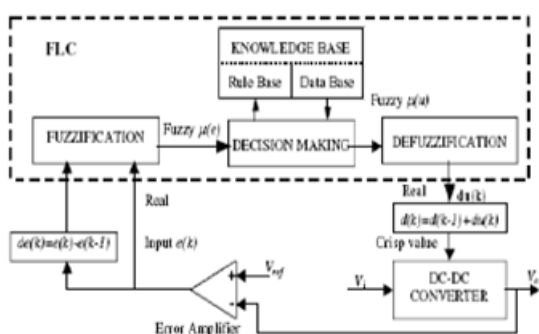 FLC
KNOWLEDGE BASE
Rule Base
Data Base
Fuzzy μ(u)
FUZZIFICATION
Fuzzy μ(e)
DECISION MAKING
DEFUZZIFICATION
Real
Real
du(k)
d(k)=d(k-1)+du(k)
de(k)=e(k)-e(k-1)
Input e(k)
Crisp value
Vref
+
-
Vi
DC-DC
CONVERTER
Vo
Error Amplifier